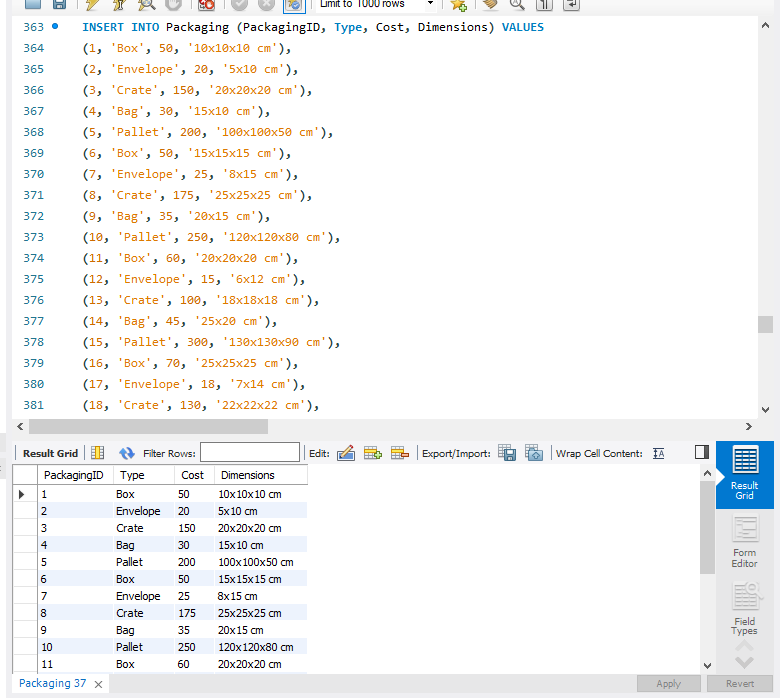 Limit to 1000 rows
363 INSERT INTO Packaging (PackagingID, Type, Cost, Dimensions) VALUES
364 (1, 'Box', 50, '10x10x10 cm'),
365 (2, 'Envelope', 20, '5x10 cm'),
366 (3, 'Crate', 150, '20x20x20 cm'),
367 (4, 'Bag', 30, '15x10 cm'),
368 (5, 'Pallet', 200, '100x100x50 cm'),
369 (6, 'Box', 50, '15x15x15 cm'),
370 (7, 'Envelope', 25, '8x15 cm'),
371 (8, 'Crate', 175, '25x25x25 cm'),
372 (9, 'Bag', 35, '20x15 cm'),
373 (10, 'Pallet', 250, '120x120x80 cm'),
374 (11, 'Box', 60, '20x20x20 cm'),
375 (12, 'Envelope', 15, '6x12 cm'),
376 (13, 'Crate', 100, '18x18x18 cm'),
377 (14, 'Bag', 45, '25x20 cm'),
378 (15, 'Pallet', 300, '130x130x90 cm'),
379 (16, 'Box', 70, '25x25x25 cm'),
380 (17, 'Envelope', 18, '7x14 cm'),
381 (18, 'Crate', 130, '22x22x22 cm'),
Result Grid Filter Rows: Edit: Export/Import: Wrap Cell Content:
PackagingID Type Cost Dimensions
1 Box 50 10x10x10 cm
2 Envelope 20 5x10 cm
3 Crate 150 20x20x20 cm
4 Bag 30 15x10 cm
5 Pallet 200 100x100x50 cm
6 Box 50 15x15x15 cm
7 Envelope 25 8x15 cm
8 Crate 175 25x25x25 cm
9 Bag 35 20x15 cm
10 Pallet 250 120x120x80 cm
11 Box 60 20x20x20 cm
Result
Grid
Form
Editor
Field
Types
Packaging 37 Apply Revert